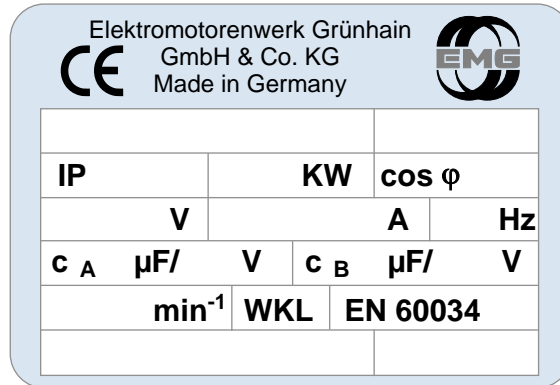 Elektromotorenwerk Grünhain
GmbH & Co. KG
Made in Germany
CE
EMG
IP KW cos φ
V A Hz
c A µF/ V c B µF/ V
min-1 WKL EN 60034